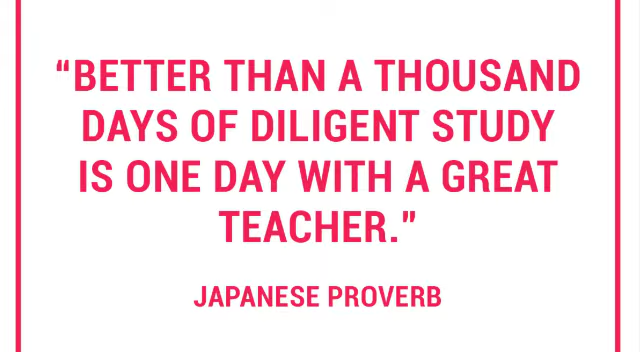 “BETTER THAN A THOUSAND
DAYS OF DILIGENT STUDY
IS ONE DAY WITH A GREAT
TEACHER.”
JAPANESE PROVERB